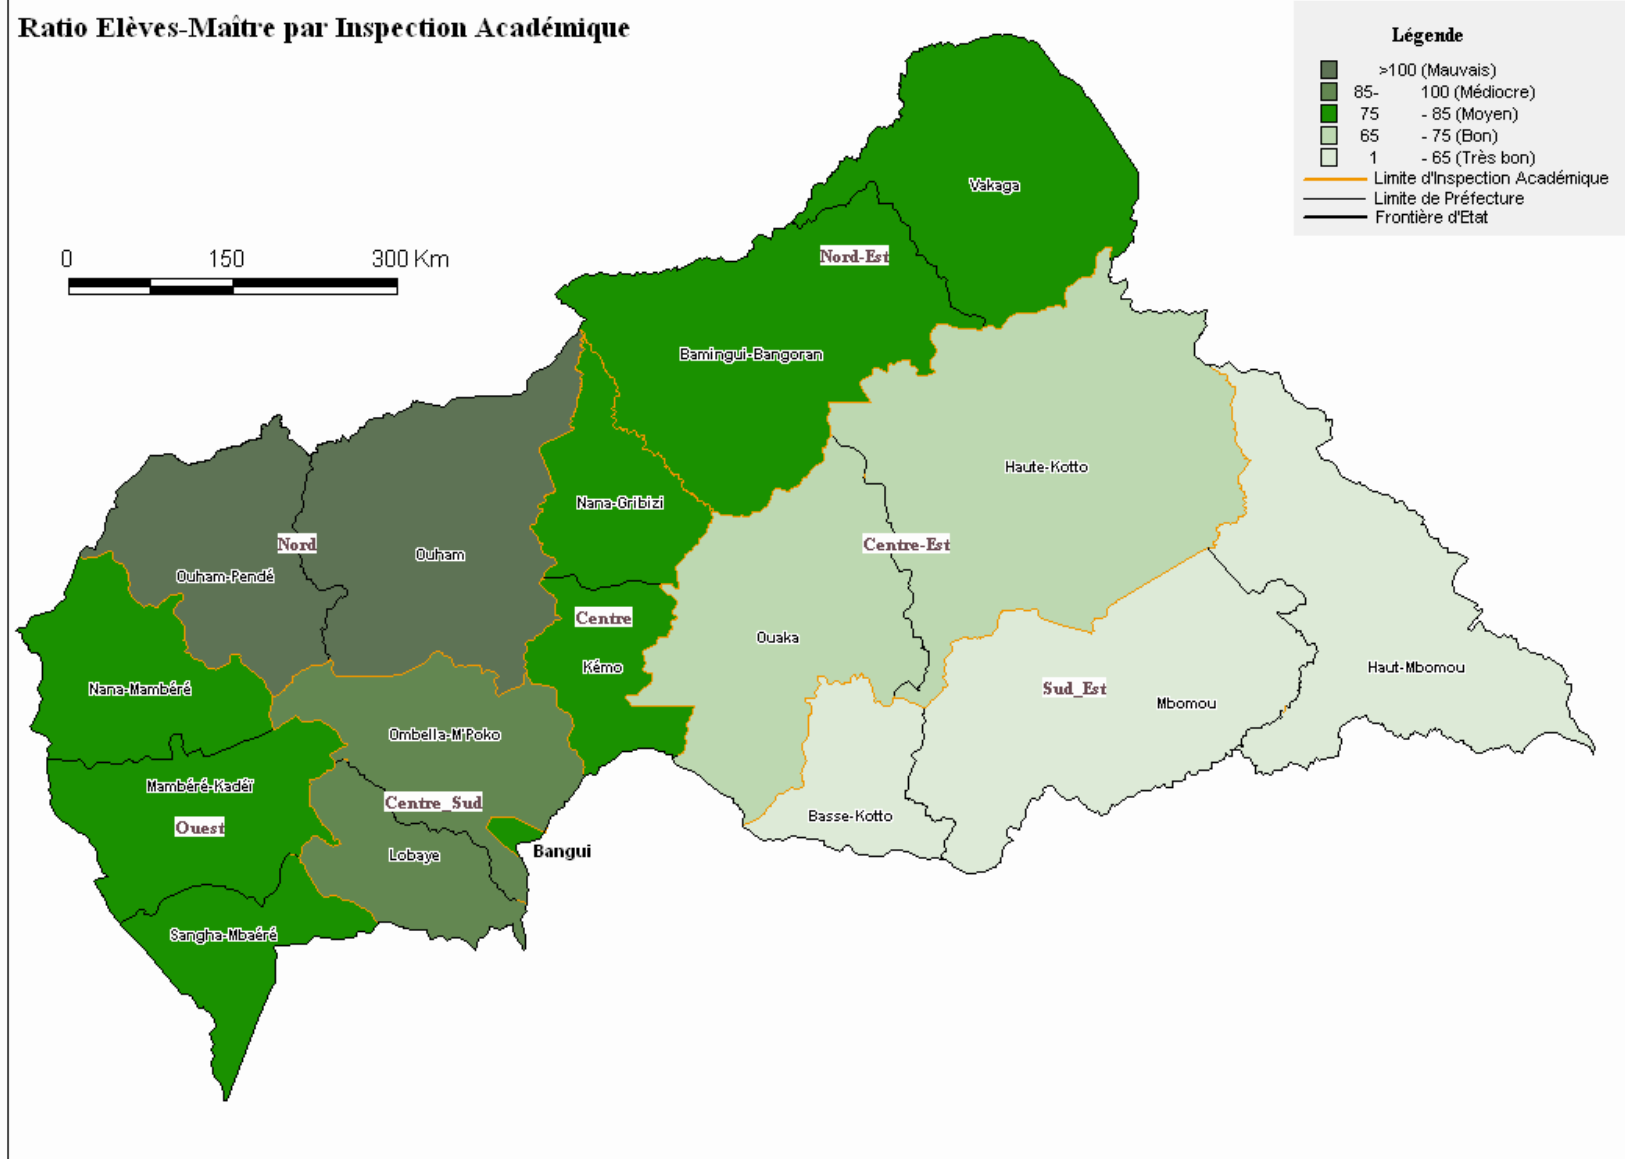 Ratio Elèves-Maître par Inspection Académique
Légende
>100 (Mauvais)
85- 100 (Médiocre)
75 - 85 (Moyen)
65 - 75 (Bon)
1 - 65 (Très bon)
Limite d'Inspection Académique
Limite de Préfecture
Frontière d'Etat
0 150 300 Km
Vakaga
Nord-Est
Bamingui-Bangoran
Haute-Kotto
Nana-Gribizi
Nord
Ouham
Centre-Est
Ouham-Pendé
Centre
Ouaka
Kémo
Haut-Mbomou
Nana-Mambéré
Sud_Est
Mbomou
Ombella-M'Poko
Mambéré-Kadéï
Centre_Sud
Basse-Kotto
Ouest
Lobaye
Bangui
Sangha-Mbaéré